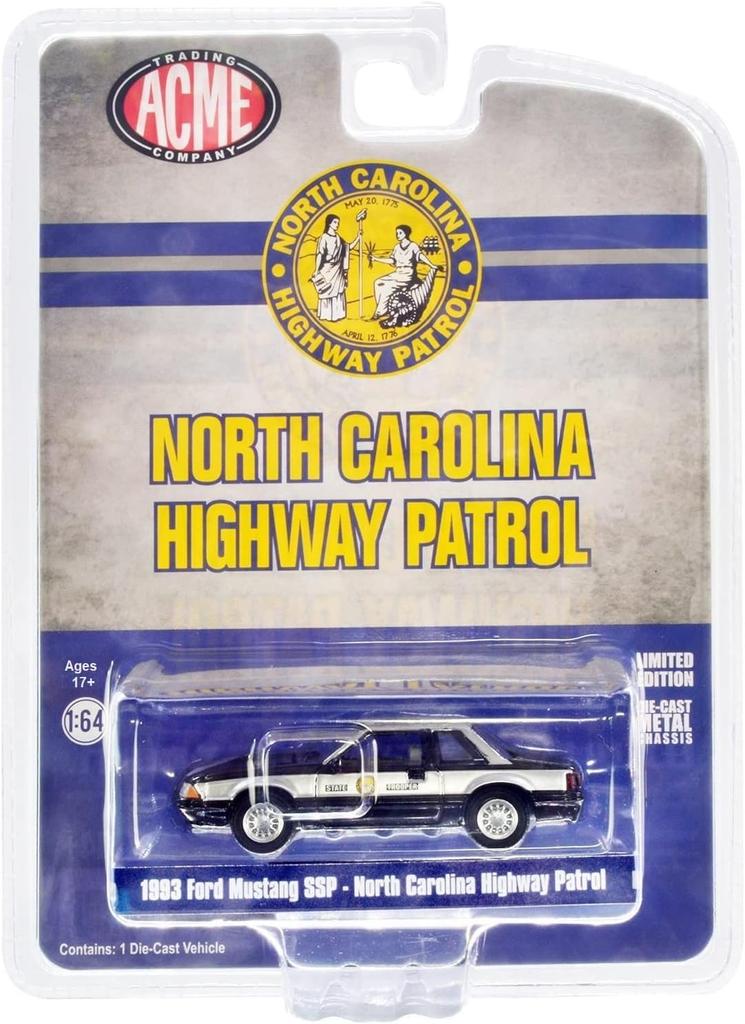 TRADING
ACME
COMPANY
NORTH CAROLINA
MAY 20, 1775
APRIL 12, 1776
HIGHWAY PATROL
NORTH CAROLINA
HIGHWAY PATROL
Ages
17+
1:64
LIMITED
EDITION
DIE-CAST
METAL
CHASSIS
STATE TROOPER
1993 Ford Mustang SSP - North Carolina Highway Patrol
Contains: 1 Die-Cast Vehicle